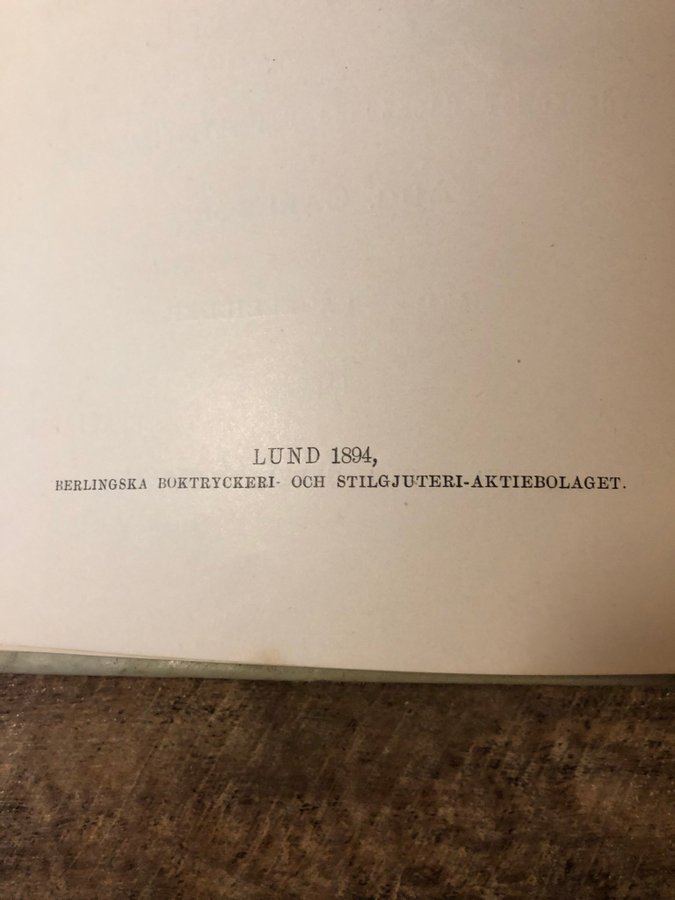 LUND 1894,
BERLINGSKA BOKTRYCKERI- OCH STILGJUTERI-AKTIEBOLAGET.